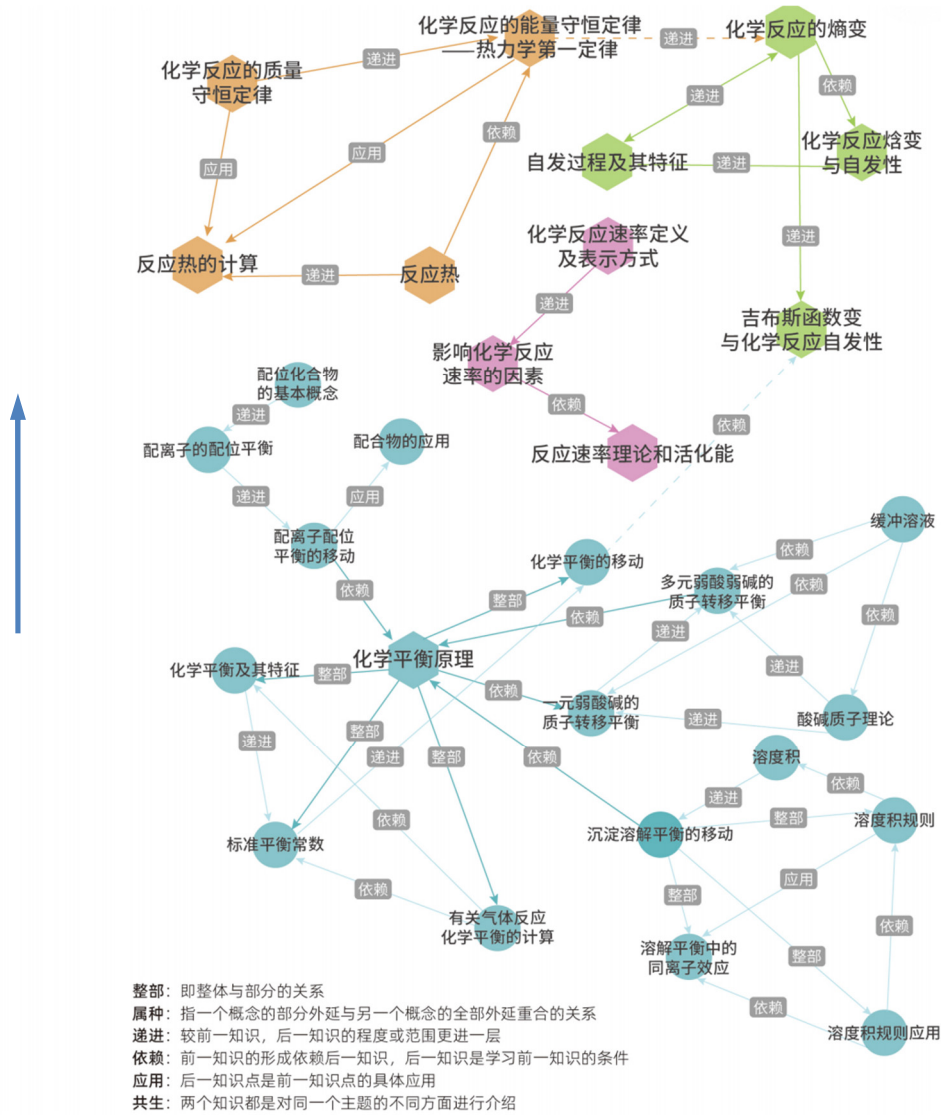 化学反应的能量守恒定律
——热力学第一定律
递进
化学反应的熵变
化学反应的质量
守恒定律
递进
递进
依赖
依赖
应用
应用
化学反应焓变
与自发性
自发过程及其特征
递进
化学反应速率定义
及表示方式
递进
反应热的计算
递进
反应热
递进
吉布斯函数变
与化学反应自发性
影响化学反应
速率的因素
配位化合物
的基本概念
依赖
递进
依赖
配离子的配位平衡
配合物的应用
反应速率理论和活化能
递进
应用
缓冲溶液
配离子配位
平衡的移动
依赖
化学平衡的移动
多元弱酸弱碱的
质子转移平衡
依赖
依赖
整部
依赖
依赖
递进
化学平衡原理
化学平衡及其特征
整部
依赖
递进
一元弱酸碱的
质子转移平衡
递进
酸碱质子理论
整部
递进
递进
整部
依赖
溶度积
依赖
递进
依赖
整部
溶度积规则
标准平衡常数
沉淀溶解平衡的移动
依赖
整部
应用
有关气体反应
化学平衡的计算
依赖
溶解平衡中的
同离子效应
整部
依赖
溶度积规则应用
整部：即整体与部分的关系
属种：指一个概念的部分外延与另一个概念的全部外延重合的关系
递进：较前一知识，后一知识的程度或范围更进一层
依赖：前一知识的形成依赖后一知识，后一知识是学习前一知识的条件
应用：后一知识点是前一知识点的具体应用
共生：两个知识都是对同一个主题的不同方面进行介绍